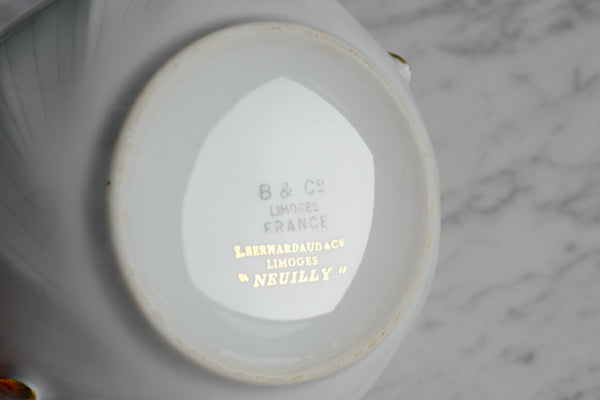 B & Cº
LIMOGES
FRANCE
L.BERNARDAUD & Cº
LIMOGES
"NEUILLY"